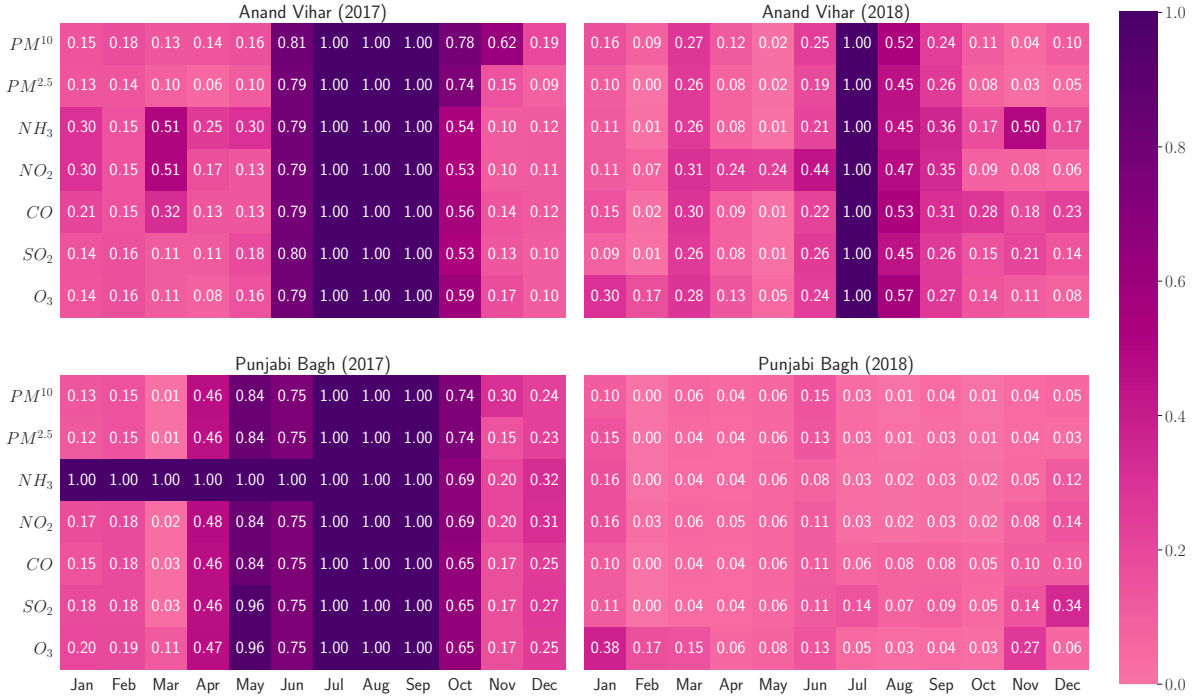 Anand Vihar (2017) Anand Vihar (2018)
1.0
PM^10 0.15 0.18 0.13 0.14 0.16 0.81 1.00 1.00 1.00 0.78 0.62 0.19 0.16 0.09 0.27 0.12 0.02 0.25 1.00 0.52 0.24 0.11 0.04 0.10
PM^2.5 0.13 0.14 0.10 0.06 0.10 0.79 1.00 1.00 1.00 0.74 0.15 0.09 0.10 0.00 0.26 0.08 0.02 0.19 1.00 0.45 0.26 0.08 0.03 0.05
NH_3 0.30 0.15 0.51 0.25 0.30 0.79 1.00 1.00 1.00 0.54 0.10 0.12 0.11 0.01 0.26 0.08 0.01 0.21 1.00 0.45 0.36 0.17 0.50 0.17
0.8
NO_2 0.30 0.15 0.51 0.17 0.13 0.79 1.00 1.00 1.00 0.53 0.10 0.11 0.11 0.07 0.31 0.24 0.24 0.44 1.00 0.47 0.35 0.09 0.08 0.06
CO 0.21 0.15 0.32 0.13 0.13 0.79 1.00 1.00 1.00 0.56 0.14 0.12 0.15 0.02 0.30 0.09 0.01 0.22 1.00 0.53 0.31 0.28 0.18 0.23
SO_2 0.14 0.16 0.11 0.11 0.18 0.80 1.00 1.00 1.00 0.53 0.13 0.10 0.09 0.01 0.26 0.08 0.01 0.26 1.00 0.45 0.26 0.15 0.21 0.14
0.6
O_3 0.14 0.16 0.11 0.08 0.16 0.79 1.00 1.00 1.00 0.59 0.17 0.10 0.30 0.17 0.28 0.13 0.05 0.24 1.00 0.57 0.27 0.14 0.11 0.08
Punjabi Bagh (2017) Punjabi Bagh (2018)
PM^10 0.13 0.15 0.01 0.46 0.84 0.75 1.00 1.00 1.00 0.74 0.30 0.24 0.10 0.00 0.06 0.04 0.06 0.15 0.03 0.01 0.04 0.01 0.04 0.05
0.4
PM^2.5 0.12 0.15 0.01 0.46 0.84 0.75 1.00 1.00 1.00 0.74 0.15 0.23 0.15 0.00 0.04 0.04 0.06 0.13 0.03 0.01 0.03 0.01 0.04 0.03
NH_3 1.00 1.00 1.00 1.00 1.00 1.00 1.00 1.00 1.00 0.69 0.20 0.32 0.16 0.00 0.04 0.04 0.06 0.08 0.03 0.02 0.03 0.02 0.05 0.12
NO_2 0.17 0.18 0.02 0.48 0.84 0.75 1.00 1.00 1.00 0.69 0.20 0.31 0.16 0.03 0.06 0.05 0.06 0.11 0.03 0.02 0.03 0.02 0.08 0.14
0.2
CO 0.15 0.18 0.03 0.46 0.84 0.75 1.00 1.00 1.00 0.65 0.17 0.25 0.10 0.00 0.04 0.04 0.06 0.11 0.06 0.08 0.08 0.05 0.10 0.10
SO_2 0.18 0.18 0.03 0.46 0.96 0.75 1.00 1.00 1.00 0.65 0.17 0.27 0.11 0.00 0.04 0.04 0.06 0.11 0.14 0.07 0.09 0.05 0.14 0.34
O_3 0.20 0.19 0.11 0.47 0.96 0.75 1.00 1.00 1.00 0.65 0.17 0.25 0.38 0.17 0.15 0.06 0.08 0.13 0.05 0.03 0.04 0.03 0.27 0.06
Jan Feb Mar Apr May Jun Jul Aug Sep Oct Nov Dec Jan Feb Mar Apr May Jun Jul Aug Sep Oct Nov Dec
0.0